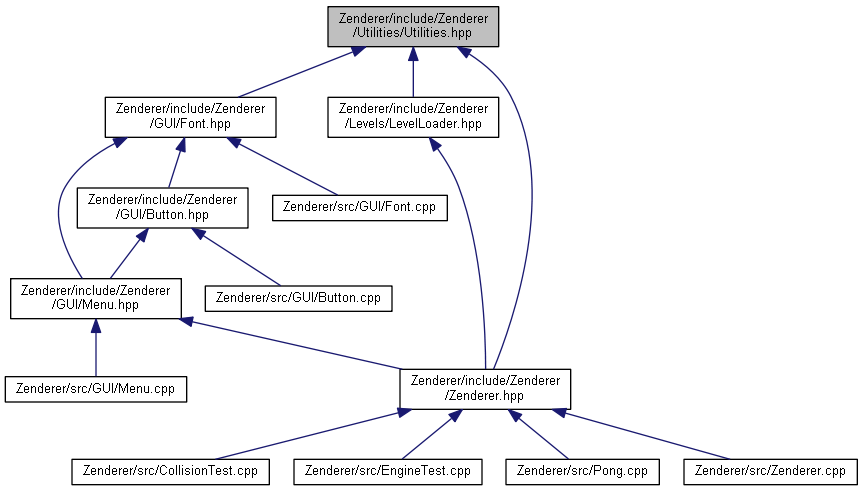 Zenderer/include/Zenderer
/Utilities/Utilities.hpp
Zenderer/include/Zenderer
/GUI/Font.hpp
Zenderer/include/Zenderer
/Levels/LevelLoader.hpp
Zenderer/include/Zenderer
/GUI/Button.hpp
Zenderer/src/GUI/Font.cpp
Zenderer/include/Zenderer
/GUI/Menu.hpp
Zenderer/src/GUI/Button.cpp
Zenderer/src/GUI/Menu.cpp
Zenderer/include/Zenderer
/Zenderer.hpp
Zenderer/src/CollisionTest.cpp
Zenderer/src/EngineTest.cpp
Zenderer/src/Pong.cpp
Zenderer/src/Zenderer.cpp